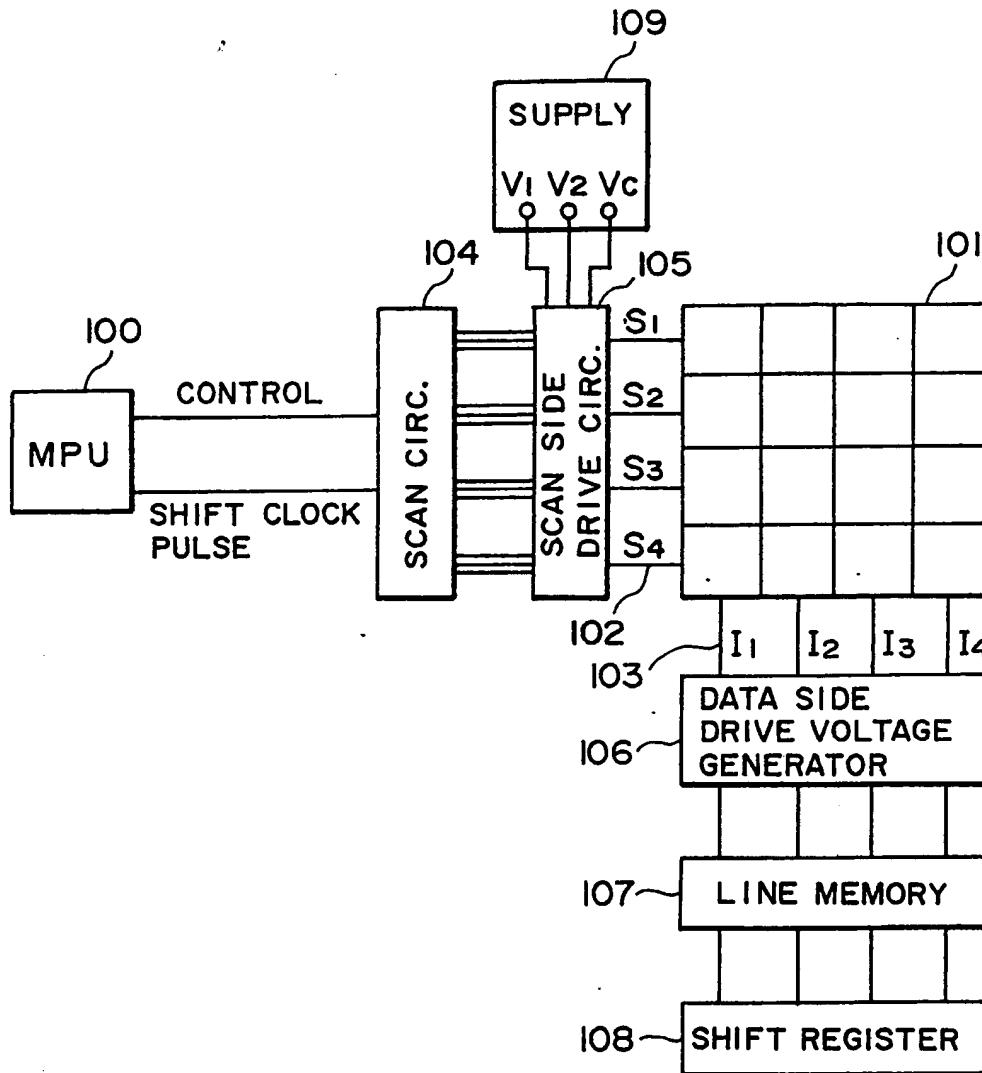 109
SUPPLY
V1 V2 VC
104
105
101
100
S1
CONTROL
S2
MPU
SCAN CIRC.
SCAN SIDE
DRIVE CIRC.
S3
SHIFT CLOCK
PULSE
S4
102
103
I1 I2 I3 I4
DATA SIDE
DRIVE VOLTAGE
GENERATOR
106
107
LINE MEMORY
108
SHIFT REGISTER